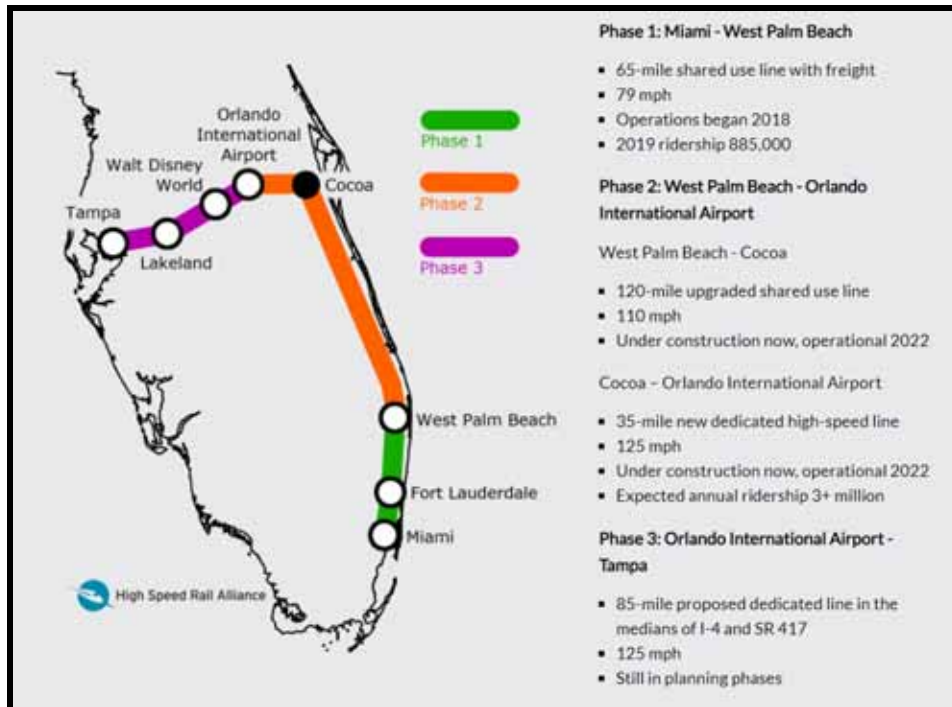 Orlando
International
Airport
Walt Disney
World
Tampa
Lakeland
Cocoa
West Palm Beach
Fort Lauderdale
Miami
Phase 1
Phase 2
Phase 3
High Speed Rail Alliance
Phase 1: Miami - West Palm Beach
▪ 65-mile shared use line with freight
▪ 79 mph
▪ Operations began 2018
▪ 2019 ridership 885,000
Phase 2: West Palm Beach - Orlando
International Airport
West Palm Beach - Cocoa
▪ 120-mile upgraded shared use line
▪ 110 mph
▪ Under construction now, operational 2022
Cocoa – Orlando International Airport
▪ 35-mile new dedicated high-speed line
▪ 125 mph
▪ Under construction now, operational 2022
▪ Expected annual ridership 3+ million
Phase 3: Orlando International Airport -
Tampa
▪ 85-mile proposed dedicated line in the
medians of I-4 and SR 417
▪ 125 mph
▪ Still in planning phases